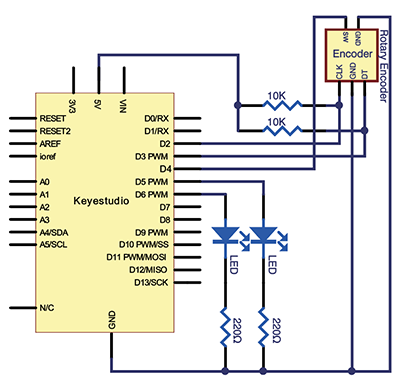 SW
GND
Encoder
CLK
GND
DT
Rotary Encoder
10K
10K
3V3
5V
VIN
RESET
RESET2
AREF
ioref
A0
A1
A2
A3
A4/SDA
A5/SCL
N/C
Keyestudio
D0/RX
D1/RX
D2
D3 PWM
D4
D5 PWM
D6 PWM
D7
D8
D9 PWM
D10 PWM/SS
D11 PWM/MOSI
D12/MISO
D13/SCK
GND
LED
LED
220Ω
220Ω